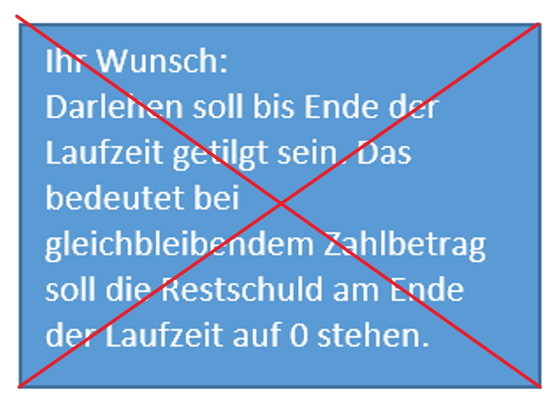 Ihr Wunsch:
Darlehen soll bis Ende der
Laufzeit getilgt sein. Das
bedeutet bei
gleichbleibendem Zahlbetrag
soll die Restschuld am Ende
der Laufzeit auf 0 stehen.